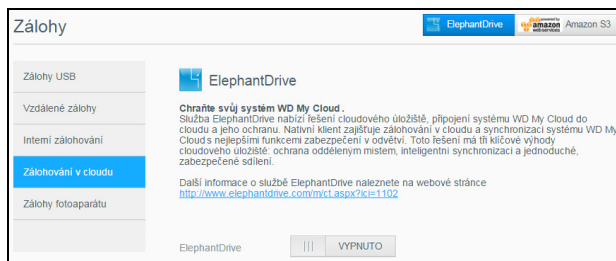 Zálohy
ElephantDrive
powered by
amazon
webservices
Amazon S3
Zálohy USB
Vzdálené zálohy
Interní zálohování
Zálohování v cloudu
Zálohy fotoaparátu
ElephantDrive
Chraňte svůj systém WD My Cloud .
Služba ElephantDrive nabízí řešení cloudového úložiště, připojení systému WD My Cloud do
cloudu a jeho ochranu. Nativní klient zajišťuje zálohování v cloudu a synchronizaci systému WD My
Cloud s nejlepšími funkcemi zabezpečení v odvětví. Toto řešení má tři klíčové výhody
cloudového úložiště: ochrana odděleným místem, inteligentní synchronizaci a jednoduché,
zabezpečené sdílení.
Další informace o službě ElephantDrive naleznete na webové stránce
http://www.elephantdrive.com/m/ct.aspx?ici=1102
ElephantDrive
VYPNUTO